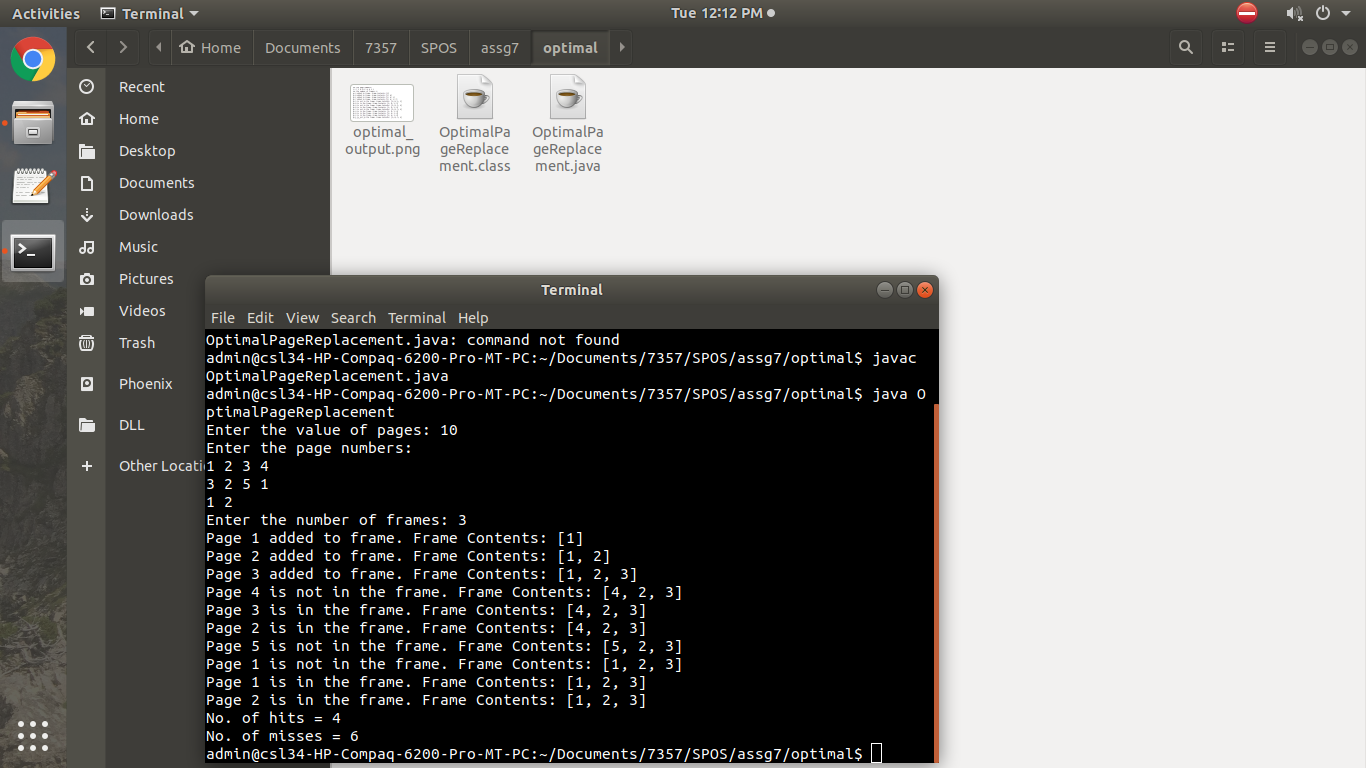 Activities
Terminal
Tue 12:12 PM
Home
Documents
7357
SPOS
assg7
optimal
Recent
Home
Desktop
Documents
Downloads
Music
Pictures
Videos
Trash
Phoenix
DLL
Other Locati
optimal_
output.png
OptimalPa
geReplace
ment.class
OptimalPa
geReplace
ment.java
Terminal
File Edit View Search Terminal Help
OptimalPageReplacement.java: command not found
admin@csl34-HP-Compaq-6200-Pro-MT-PC:~/Documents/7357/SPOS/assg7/optimal$ javac
OptimalPageReplacement.java
admin@csl34-HP-Compaq-6200-Pro-MT-PC:~/Documents/7357/SPOS/assg7/optimal$ java O
ptimalPageReplacement
Enter the value of pages: 10
Enter the page numbers:
1 2 3 4
3 2 5 1
1 2
Enter the number of frames: 3
Page 1 added to frame. Frame Contents: [1]
Page 2 added to frame. Frame Contents: [1, 2]
Page 3 added to frame. Frame Contents: [1, 2, 3]
Page 4 is not in the frame. Frame Contents: [4, 2, 3]
Page 3 is in the frame. Frame Contents: [4, 2, 3]
Page 2 is in the frame. Frame Contents: [4, 2, 3]
Page 5 is not in the frame. Frame Contents: [5, 2, 3]
Page 1 is not in the frame. Frame Contents: [1, 2, 3]
Page 1 is in the frame. Frame Contents: [1, 2, 3]
Page 2 is in the frame. Frame Contents: [1, 2, 3]
No. of hits = 4
No. of misses = 6
admin@csl34-HP-Compaq-6200-Pro-MT-PC:~/Documents/7357/SPOS/assg7/optimal$